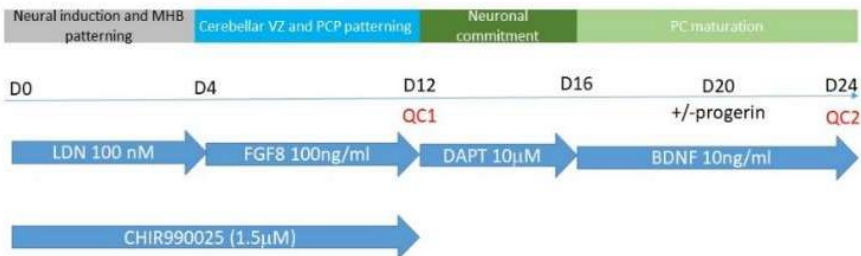 Neural induction and MHB
patterning
Cerebellar VZ and PCP patterning
Neuronal
commitment
PC maturation
D0
D4
D12
D16
D20
D24
QC1
+/-progerin
QC2
LDN 100 nM
FGF8 100ng/ml
DAPT 10μM
BDNF 10ng/ml
CHIR990025 (1.5μM)